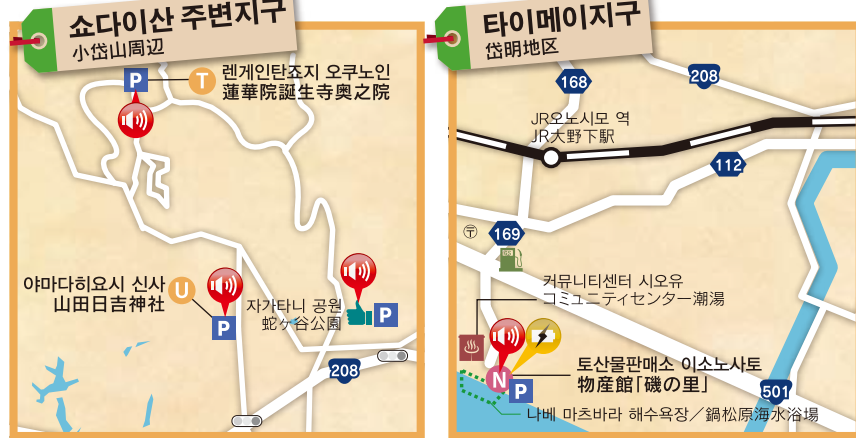 쇼다이산 주변지구
小岱山周辺
P
T
렌게인탄죠지 오쿠노인
蓮華院誕生寺奥之院
야마다히요시 신사
山田日吉神社
U
P
자가타니 공원
蛇ヶ谷公園
P
208
타이메이지구
岱明地区
168
208
JR오노시모 역
JR大野下駅
112
〒
169
커뮤니티센터 시오유
コミュニティセンター潮湯
토산물판매소 이소노사토
物産館「磯の里」
N
P
501
나베 마츠바라 해수욕장／鍋松原海水浴場